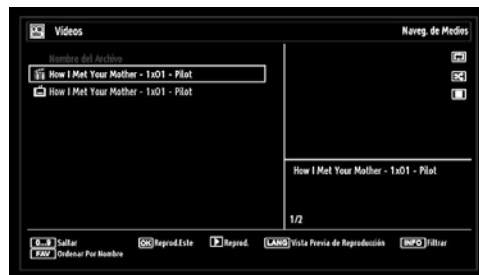 Vídeos
Naveg. de Medios
Nombre del Archivo
How I Met Your Mother - 1x01 - Pilot
How I Met Your Mother - 1x01 - Pilot
How I Met Your Mother - 1x01 - Pilot
1/2
0...9 Saltar OK Reprod.Este Reprod. LANG Vista Previa de Reproducción INFO Filtrar
FAV Ordenar Por Nombre